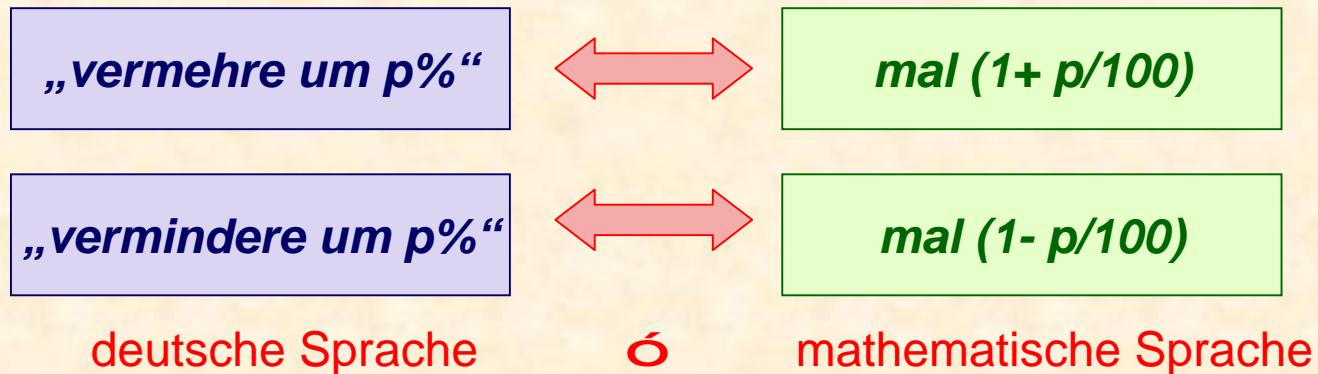 „vermehre um p%“ mal (1+ p/100)
„vermindere um p%“ mal (1- p/100)
deutsche Sprache ó mathematische Sprache